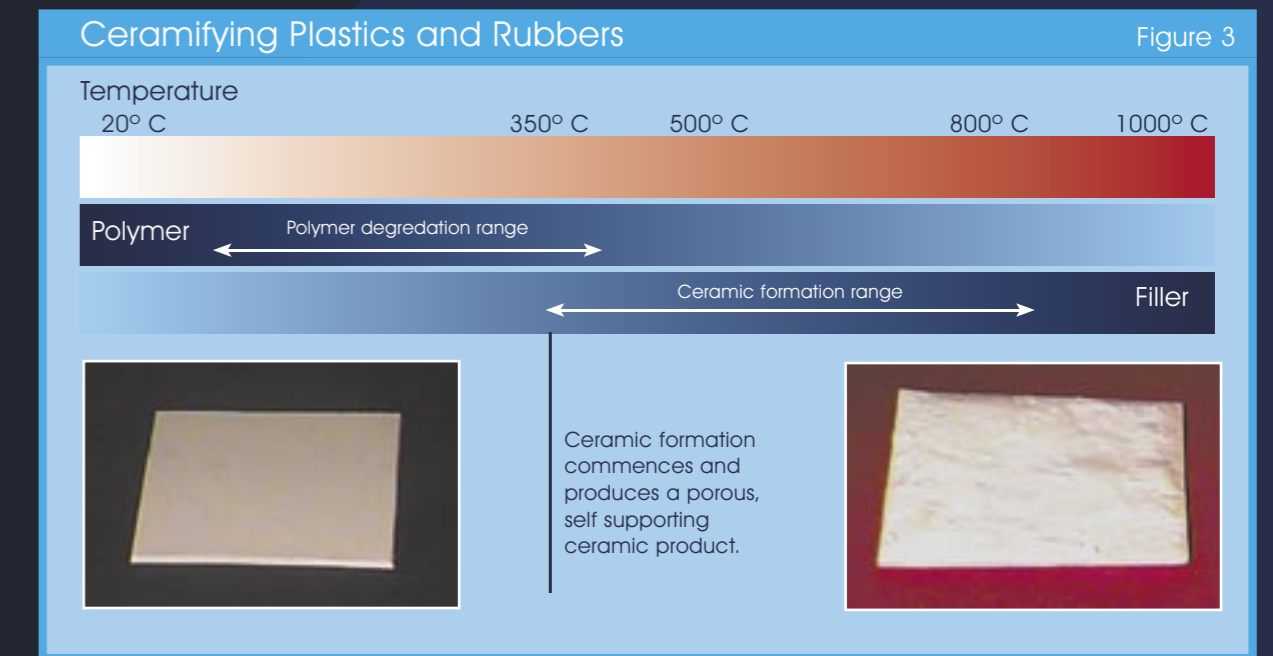 Ceramifying Plastics and Rubbers
Figure 3
Temperature
20° C 350° C 500° C 800° C 1000° C
Polymer
Polymer degredation range
Ceramic formation range
Filler
Ceramic formation
commences and
produces a porous,
self supporting
ceramic product.